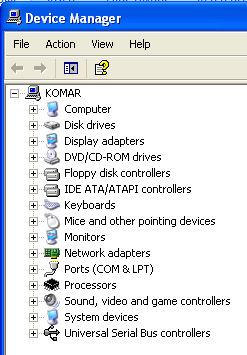 Device Manager
File Action View Help
KOMAR
Computer
Disk drives
Display adapters
DVD/CD-ROM drives
Floppy disk controllers
IDE ATA/ATAPI controllers
Keyboards
Mice and other pointing devices
Monitors
Network adapters
Ports (COM & LPT)
Processors
Sound, video and game controllers
System devices
Universal Serial Bus controllers